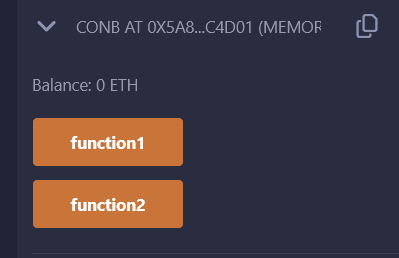 CONB AT 0X5A8...C4D01 (MEMOR
Balance: 0 ETH
function1
function2